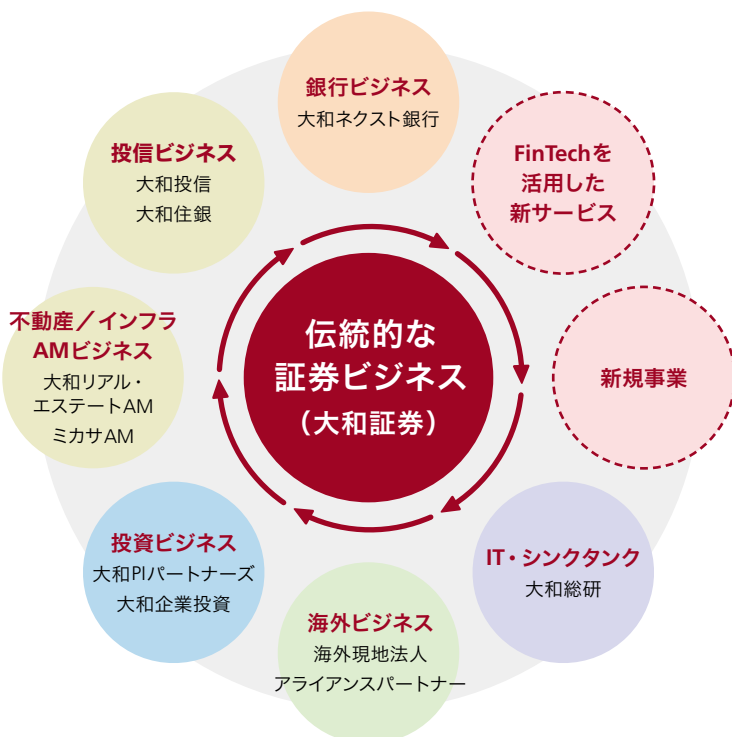 銀行ビジネス
大和ネクスト銀行
FinTechを
活用した
新サービス
新規事業
IT・シンクタンク
大和総研
海外ビジネス
海外現地法人
アライアンスパートナー
投資ビジネス
大和PIパートナーズ
大和企業投資
不動産／インフラ
AMビジネス
大和リアル・
エステートAM
ミカサAM
投信ビジネス
大和投信
大和住銀
伝統的な
証券ビジネス
（大和証券）